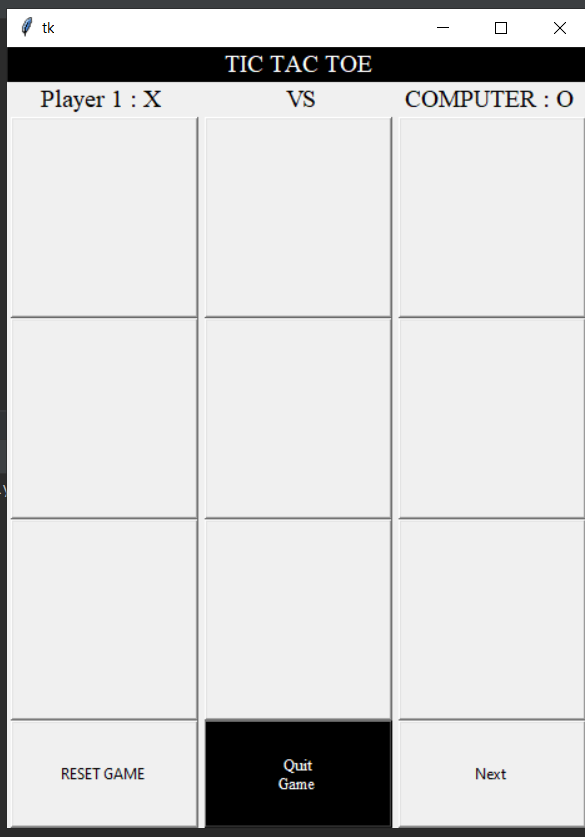 tk
TIC TAC TOE
Player 1 : X
VS
COMPUTER : O
RESET GAME
Quit
Game
Next